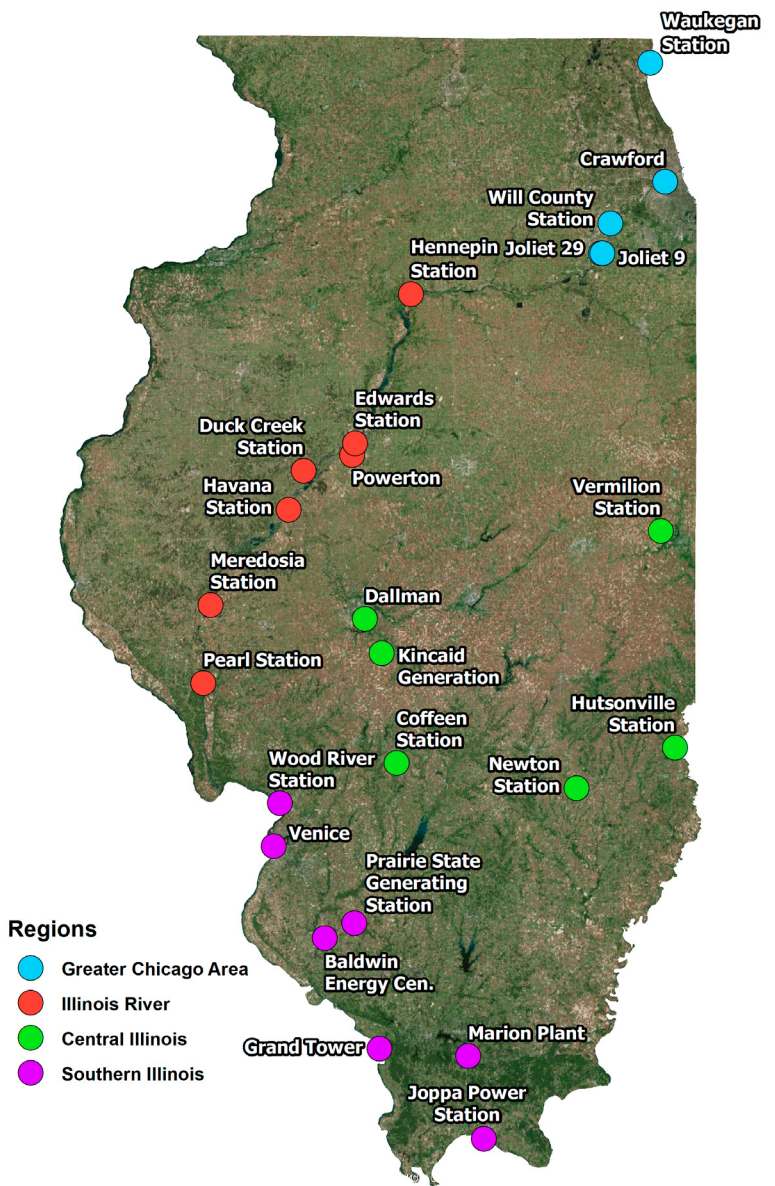 Waukegan
Station
Crawford
Will County
Station
Hennepin
Station
Joliet 29
Joliet 9
Edwards
Station
Duck Creek
Station
Powerton
Havana
Station
Vermilion
Station
Meredosia
Station
Dallman
Kincaid
Generation
Pearl Station
Hutsonville
Station
Coffeen
Station
Wood River
Station
Newton
Station
Venice
Prairie State
Generating
Station
Baldwin
Energy Cen.
Regions
Greater Chicago Area
Illinois River
Central Illinois
Southern Illinois
Grand Tower
Marion Plant
Joppa Power
Station